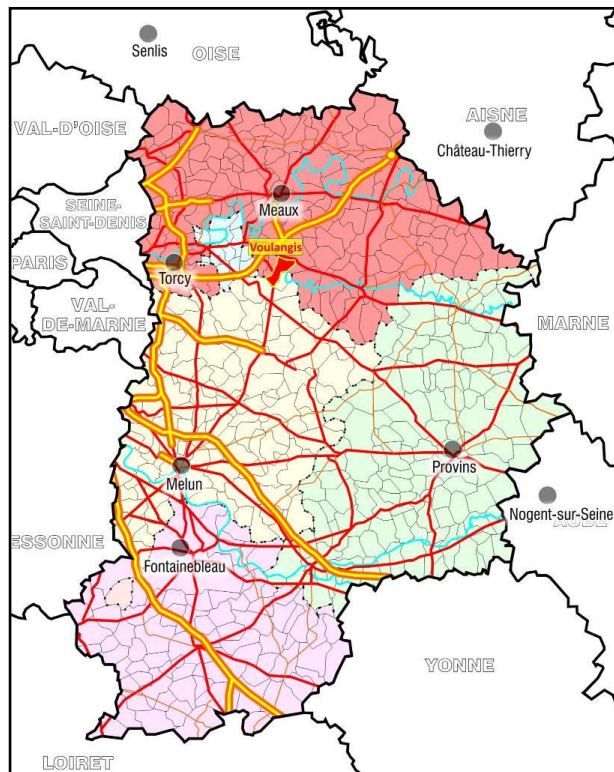 Senlis
OISE
VAL-D'OISE
AISNE
Château-Thierry
SEINE-
SAINT-DENIS
Meaux
Voulangis
PARIS
Torcy
VAL-
DE-MARNE
MARNE
Provins
Melun
Nogent-sur-Seine
AUBE
ESSONNE
Fontainebleau
YONNE
LOIRET